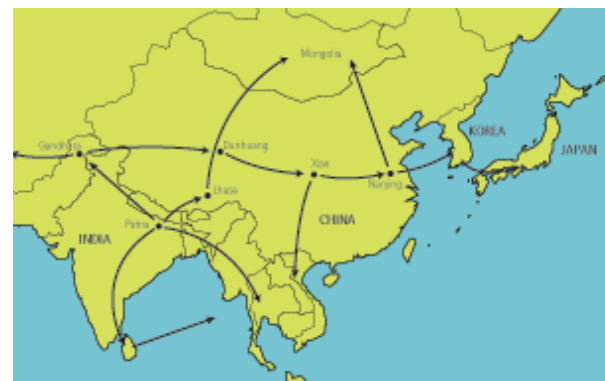 Mongolia
Gandhara
Dunhuang
KOREA
JAPAN
Xian
Nanjing
Lhasa
CHINA
Patna
INDIA